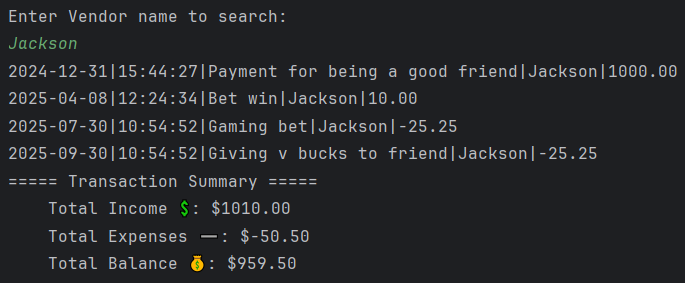 Enter Vendor name to search:
Jackson
2024-12-31|15:44:27|Payment for being a good friend|Jackson|1000.00
2025-04-08|12:24:34|Bet win|Jackson|10.00
2025-07-30|10:54:52|Gaming bet|Jackson|-25.25
2025-09-30|10:54:52|Giving v bucks to friend|Jackson|-25.25
===== Transaction Summary =====
Total Income 💲: $1010.00
Total Expenses ➖: $-50.50
Total Balance 💰: $959.50